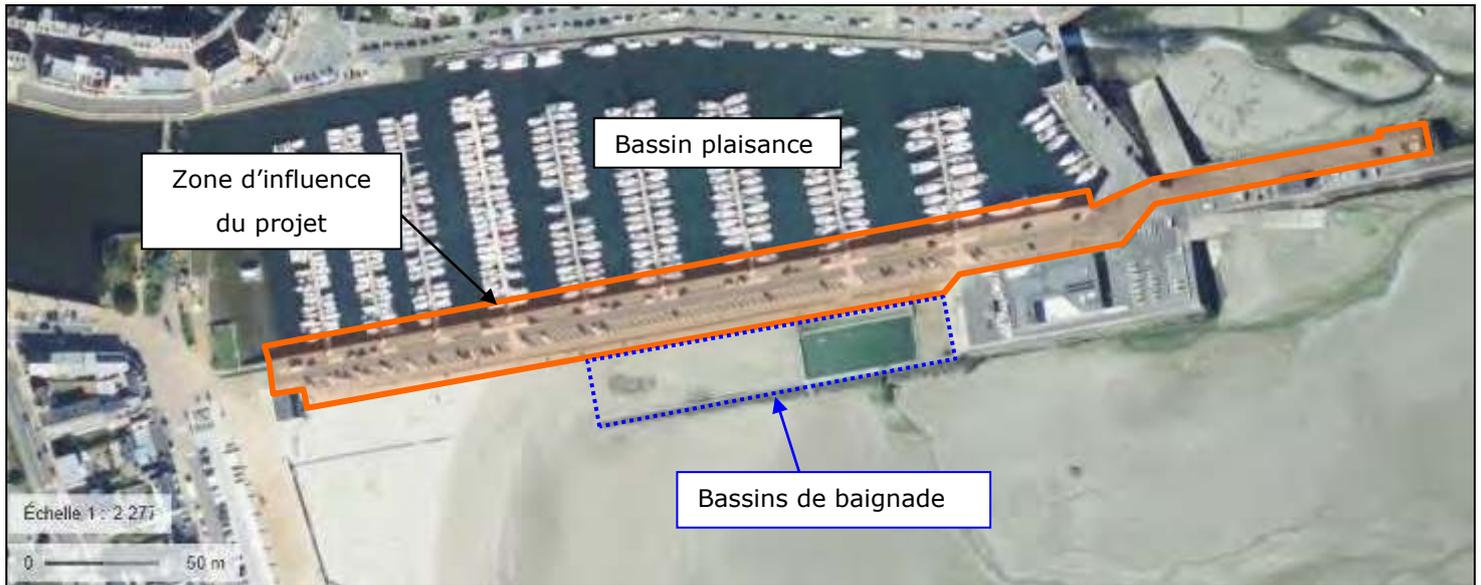 Bassin plaisance
Zone d’influence
du projet
Bassins de baignade
Échelle 1 : 2 277
0 50 m